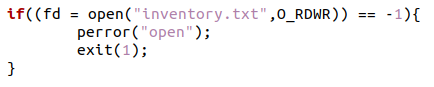 if((fd = open("inventory.txt",O_RDWR)) == -1){
        perror("open");
        exit(1);
}